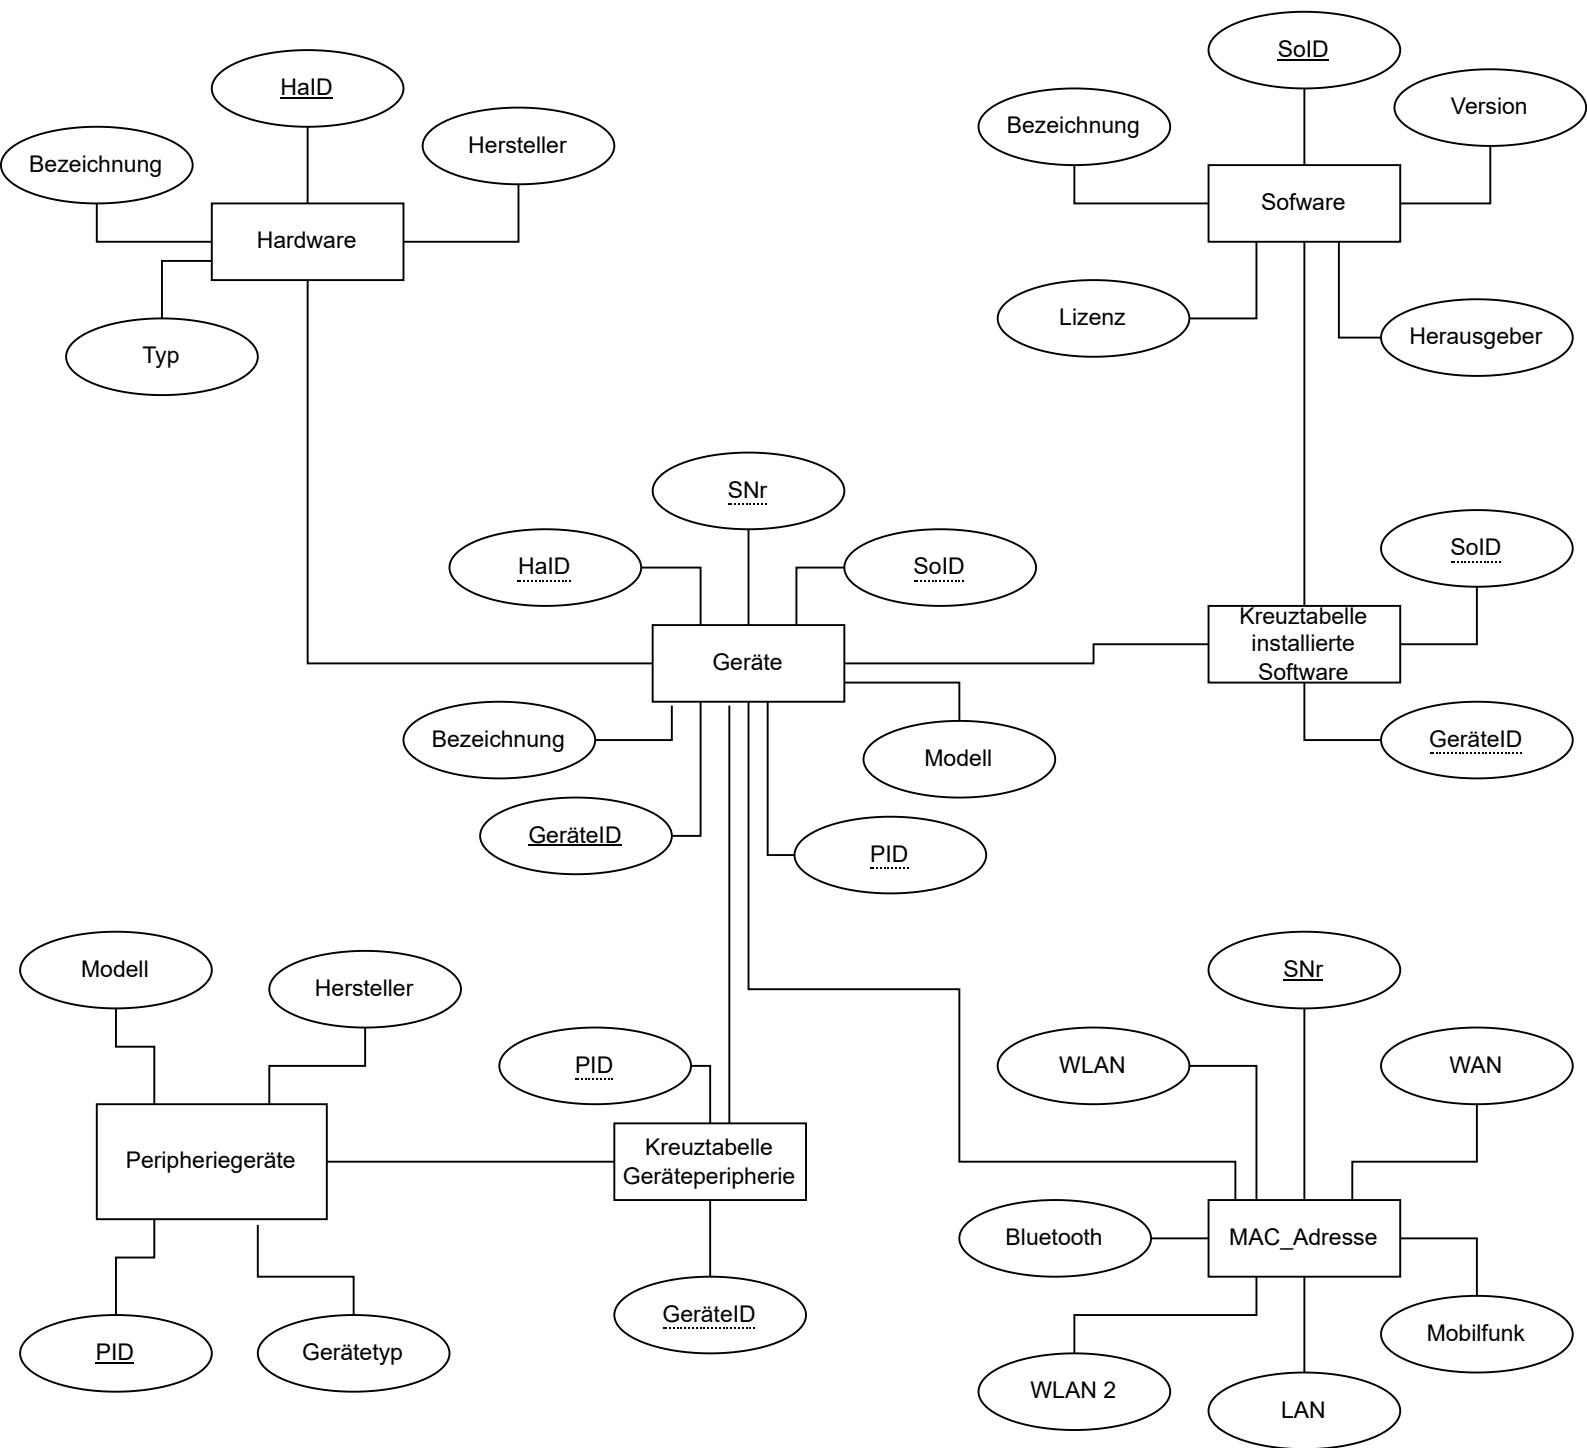 SoID
HaID
Version
Bezeichnung
Hersteller
Bezeichnung
Sofware
Hardware
Lizenz
Herausgeber
Typ
SNr
SoID
HaID
SoID
Kreuztabelle
installierte
Software
Geräte
Bezeichnung
GeräteID
Modell
GeräteID
PID
Modell
SNr
Hersteller
PID
WLAN
WAN
Peripheriegeräte
Kreuztabelle
Geräteperipherie
Bluetooth
MAC_Adresse
GeräteID
Mobilfunk
PID
Gerätetyp
WLAN 2
LAN